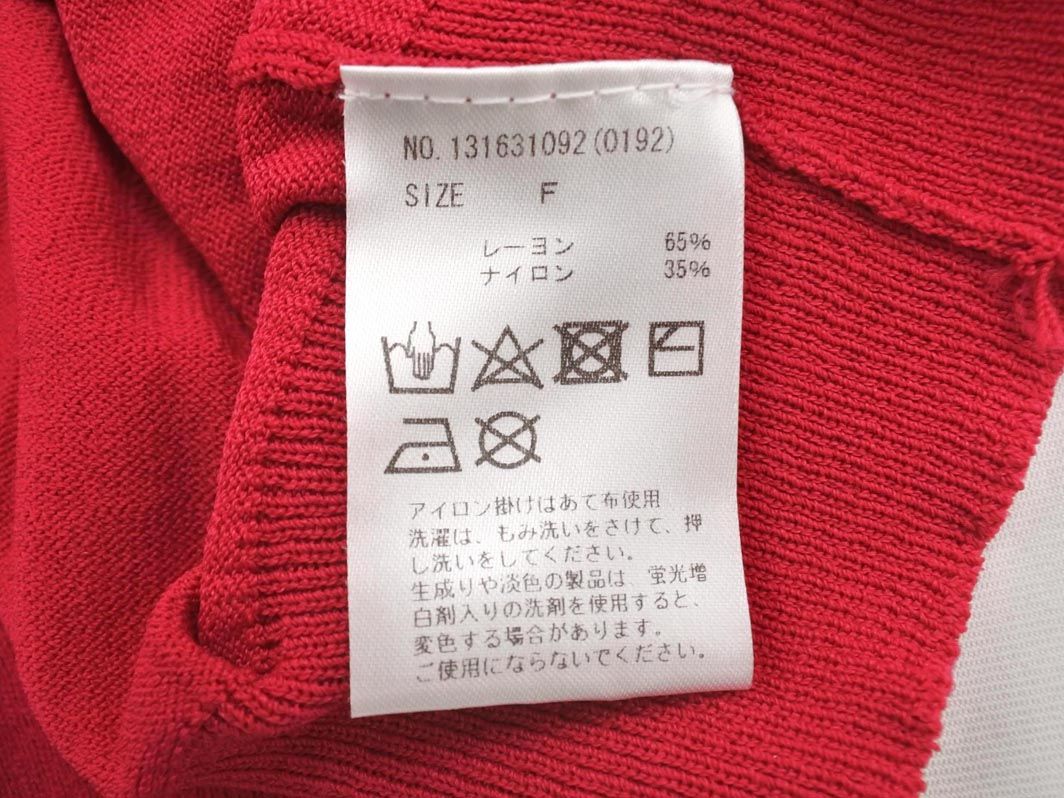 NO.131631092(0192)
SIZE F
レーヨン 65%
ナイロン 35%
アイロン掛けはあて布使用
洗濯は、もみ洗いをさけて、押
し洗いをしてください。
生成りや淡色の製品は、蛍光増
白剤入りの洗剤を使用すると、
変色する場合があります。
ご使用にならないでください。